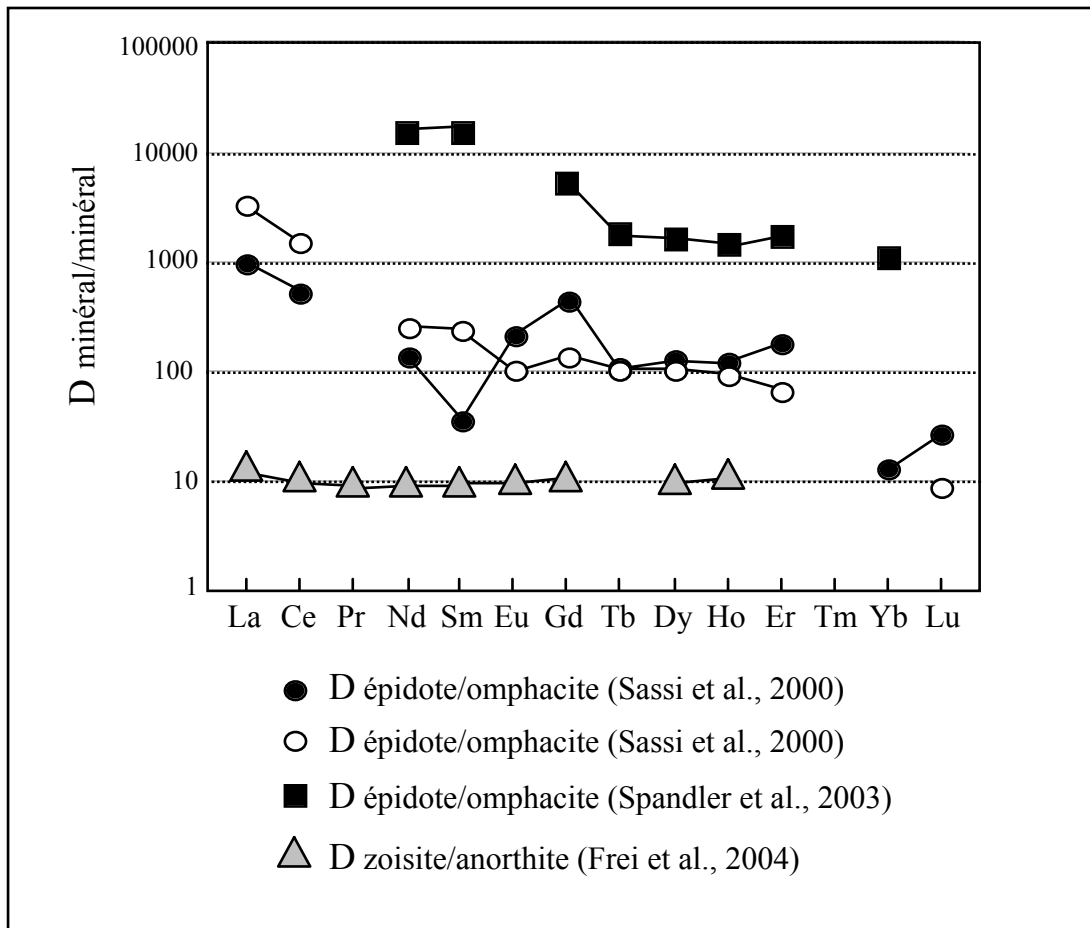 100000
10000
1000
100
10
1
D minéral/minéral
La Ce Pr Nd Sm Eu Gd Tb Dy Ho Er Tm Yb Lu
D épidote/omphacite (Sassi et al., 2000)
D épidote/omphacite (Sassi et al., 2000)
D épidote/omphacite (Spandler et al., 2003)
D zoisite/anorthite (Frei et al., 2004)